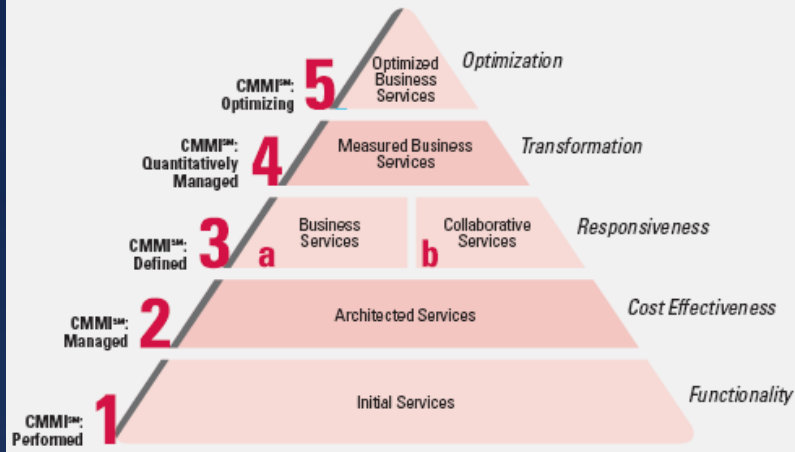 CMMI℠:
Optimizing
5
Optimized
Business
Services
Optimization
CMMI℠:
Quantitatively
Managed
4
Measured Business
Services
Transformation
CMMI℠:
Defined
3
a
Business
Services
b
Collaborative
Services
Responsiveness
CMMI℠:
Managed
2
Architected Services
Cost Effectiveness
CMMI℠:
Performed
1
Initial Services
Functionality